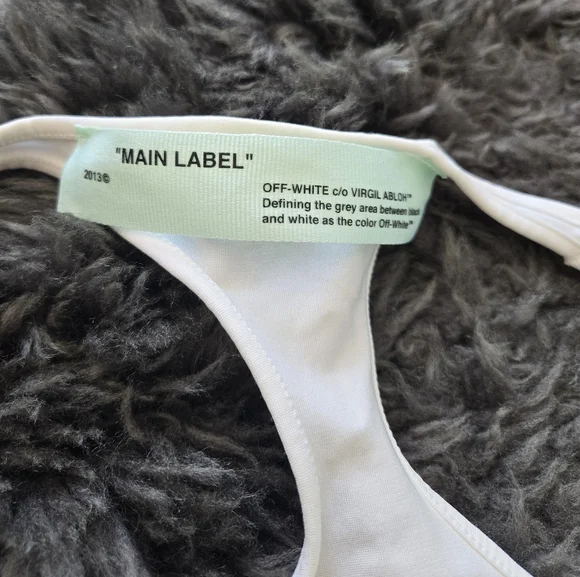 "MAIN LABEL"
2013©
OFF-WHITE c/o VIRGIL ABLOH™
Defining the grey area between black
and white as the color Off-White™